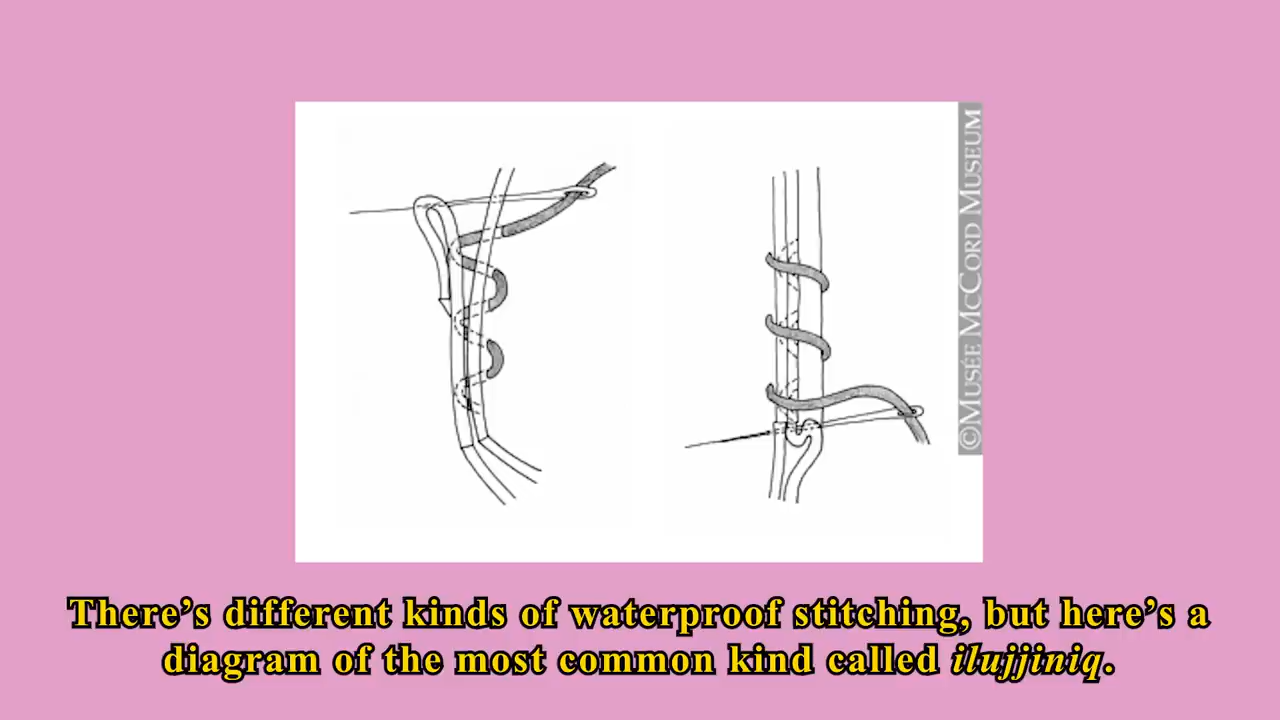 ©MUSÉE MCCORD MUSEUM
There’s different kinds of waterproof stitching, but here’s a
diagram of the most common kind called ilujjiniq.